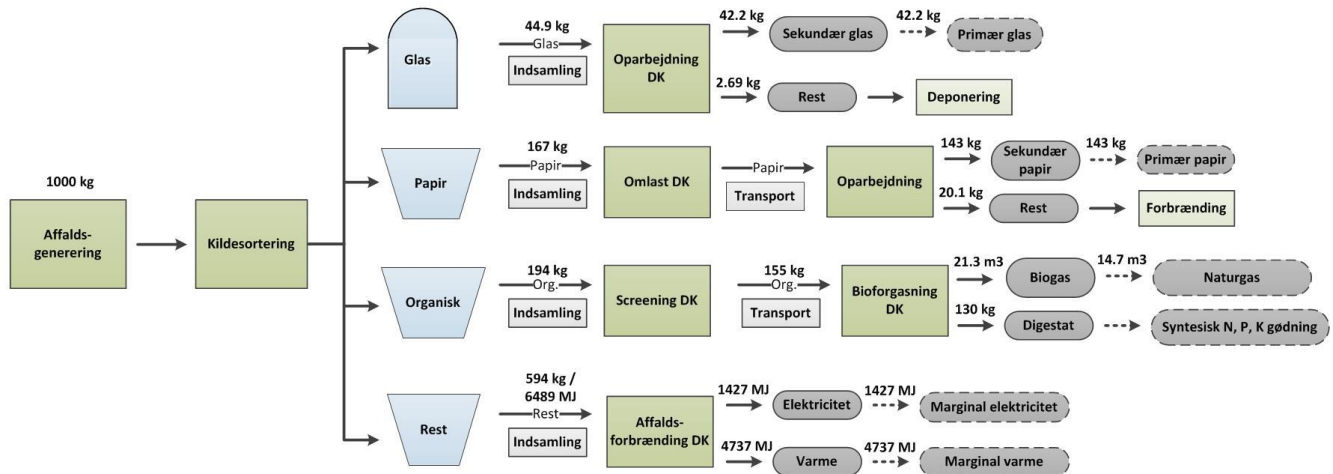 1000 kg
Affalds-
generering
Kildesortering
Glas
44.9 kg
Glas
Indsamling
Oparbejdning
DK
42.2 kg
Sekundær glas
42.2 kg
Primær glas
2.69 kg
Rest
Deponering
Papir
167 kg
Papir
Indsamling
Omlast DK
Papir
Transport
Oparbejdning
143 kg
Sekundær
papir
143 kg
Primær papir
20.1 kg
Rest
Forbrænding
Organisk
194 kg
Org.
Indsamling
Screening DK
155 kg
Org.
Transport
Bioforgasning
DK
21.3 m3
Biogas
14.7 m3
Naturgas
130 kg
Digestat
Syntesisk N, P, K gødning
Rest
594 kg /
6489 MJ
Rest
Indsamling
Affalds-
forbrænding DK
1427 MJ
Elektricitet
1427 MJ
Marginal elektricitet
4737 MJ
Varme
4737 MJ
Marginal varme